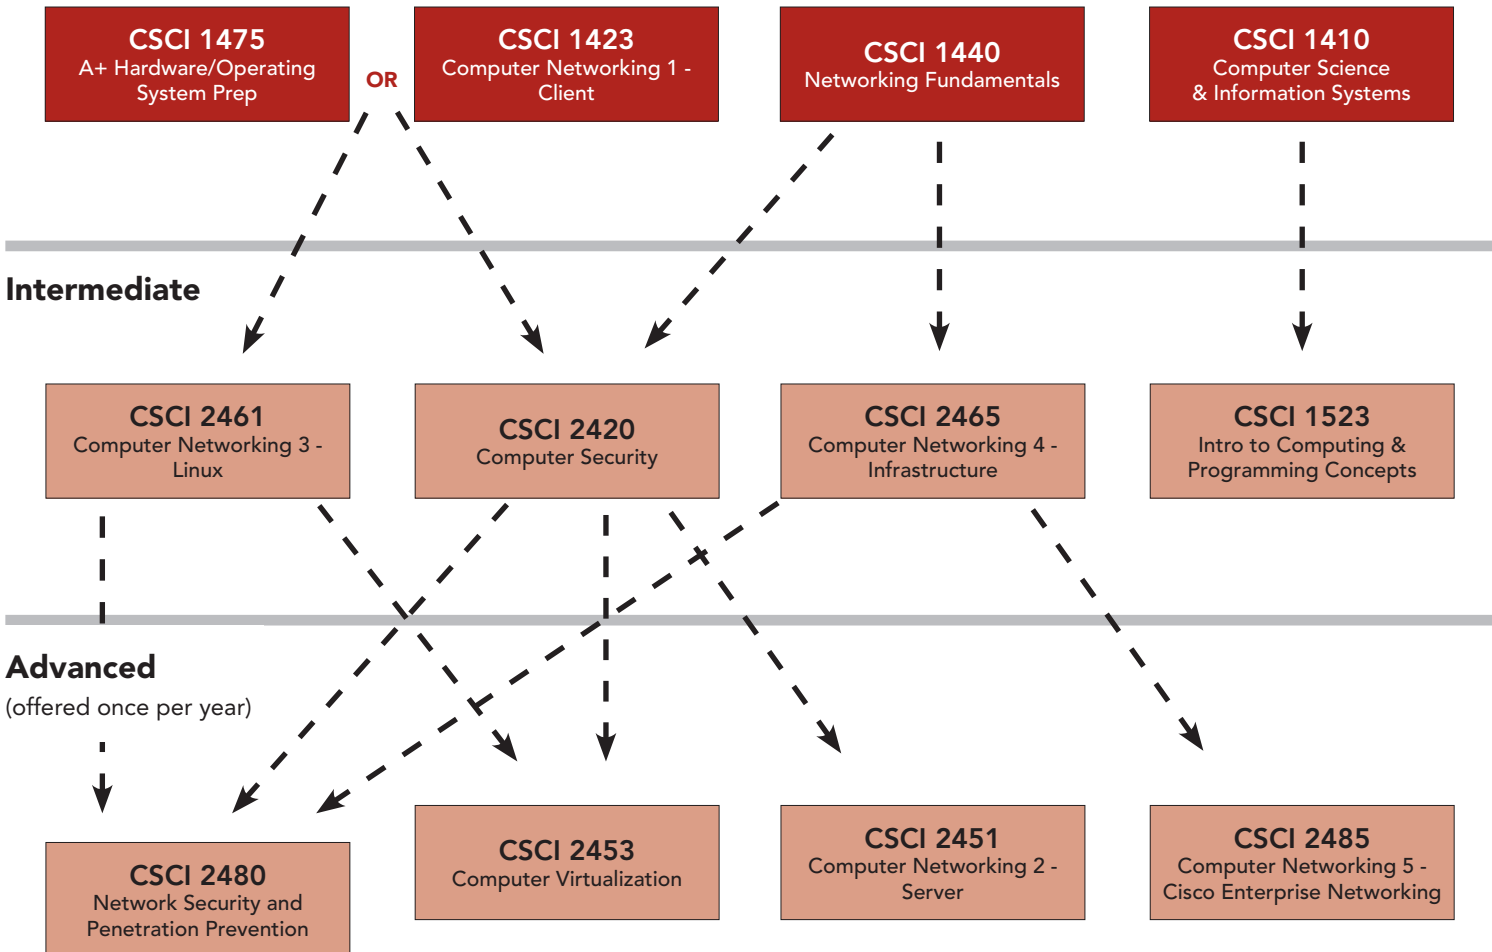 CSCI 1475
A+ Hardware/Operating
System Prep
OR
CSCI 1423
Computer Networking 1 -
Client
CSCI 1440
Networking Fundamentals
CSCI 1410
Computer Science
& Information Systems
Intermediate
CSCI 2461
Computer Networking 3 -
Linux
CSCI 2420
Computer Security
CSCI 2465
Computer Networking 4 -
Infrastructure
CSCI 1523
Intro to Computing &
Programming Concepts
Advanced
(offered once per year)
CSCI 2480
Network Security and
Penetration Prevention
CSCI 2453
Computer Virtualization
CSCI 2451
Computer Networking 2 -
Server
CSCI 2485
Computer Networking 5 -
Cisco Enterprise Networking